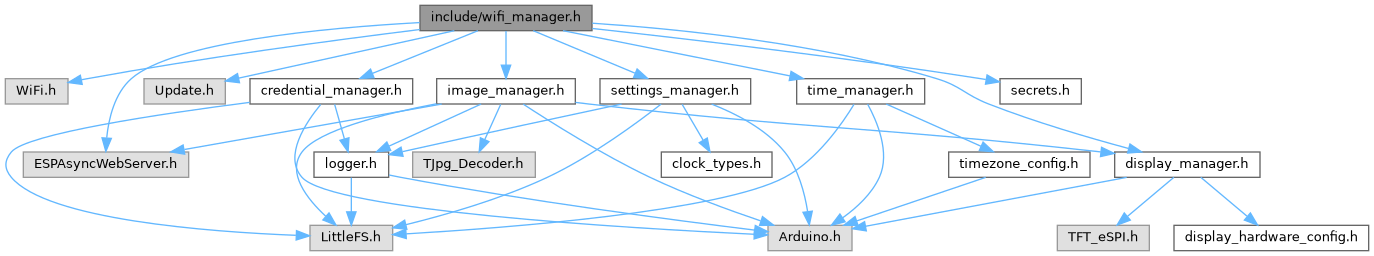 include/wifi_manager.h
WiFi.h
Update.h
credential_manager.h
image_manager.h
settings_manager.h
time_manager.h
secrets.h
ESPAsyncWebServer.h
logger.h
TJpg_Decoder.h
clock_types.h
timezone_config.h
display_manager.h
LittleFS.h
Arduino.h
TFT_eSPI.h
display_hardware_config.h